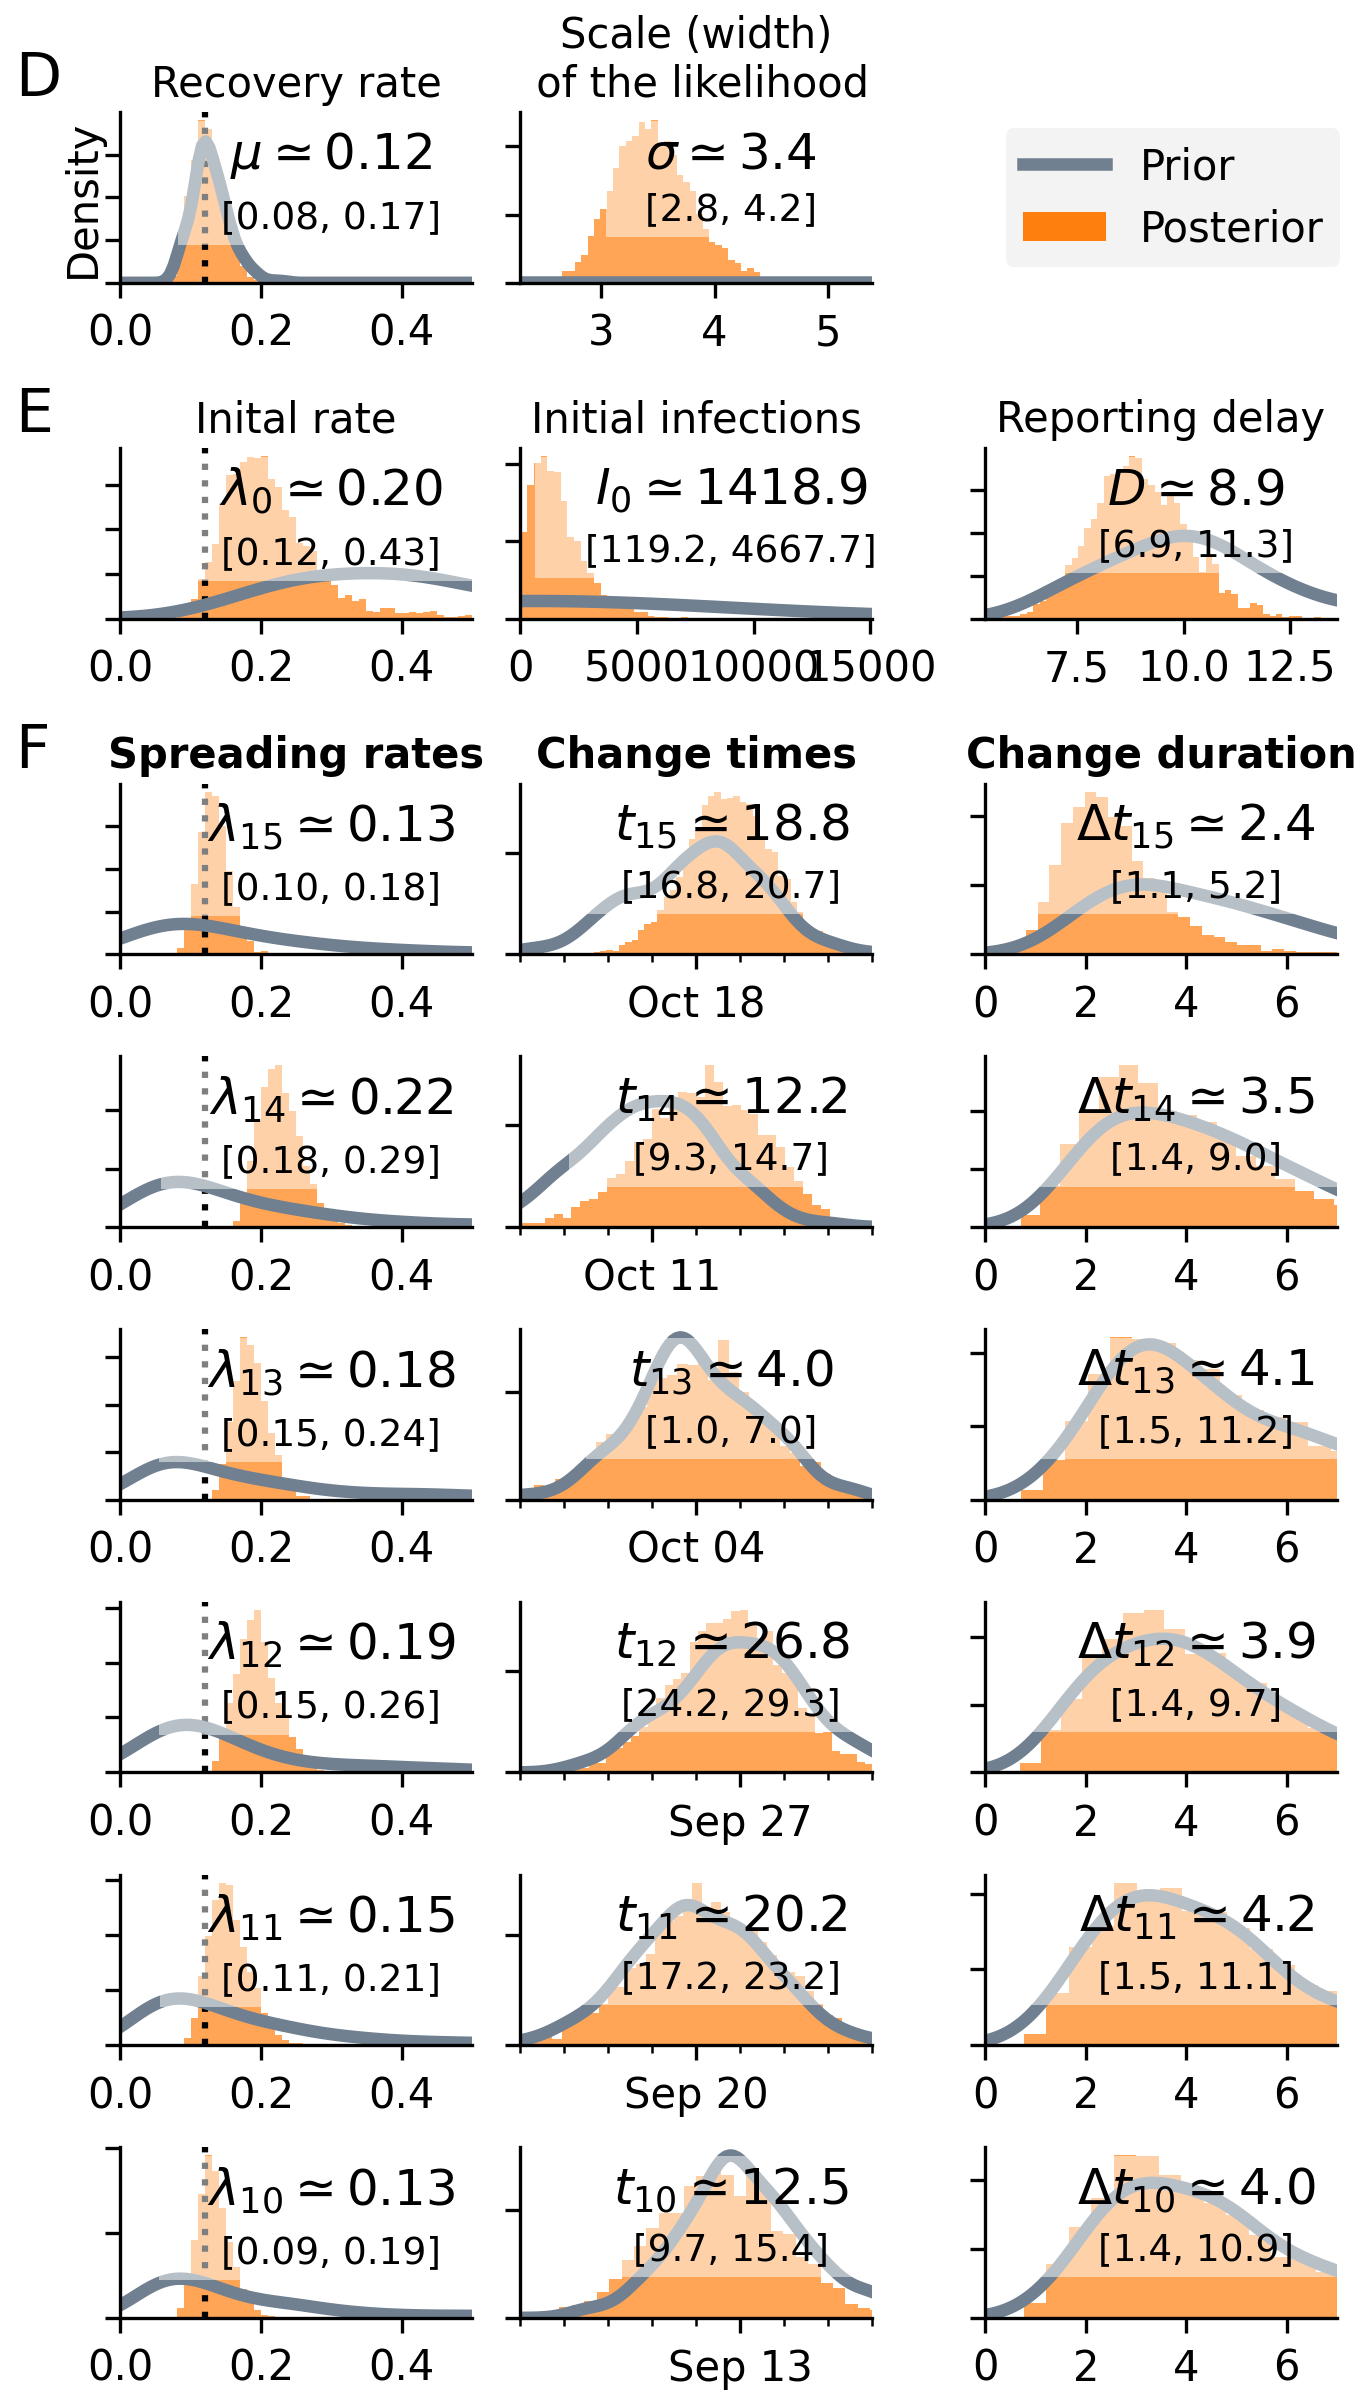 D
Recovery rate
Scale (width)
of the likelihood
Density
μ ≃ 0.12
[0.08, 0.17]
0.0 0.2 0.4
σ ≃ 3.4
[2.8, 4.2]
3 4 5
Prior
Posterior
E
Inital rate
λ0 ≃ 0.20
[0.12, 0.43]
0.0 0.2 0.4
Initial infections
I0 ≃ 1418.9
[119.2, 4667.7]
0 5000 10000 15000
Reporting delay
D ≃ 8.9
[6.9, 11.3]
7.5 10.0 12.5
F
Spreading rates
Change times
Change duration
λ15 ≃ 0.13
[0.10, 0.18]
0.0 0.2 0.4
t15 ≃ 18.8
[16.8, 20.7]
Oct 18
Δt15 ≃ 2.4
[1.1, 5.2]
0 2 4 6
λ14 ≃ 0.22
[0.18, 0.29]
0.0 0.2 0.4
t14 ≃ 12.2
[9.3, 14.7]
Oct 11
Δt14 ≃ 3.5
[1.4, 9.0]
0 2 4 6
λ13 ≃ 0.18
[0.15, 0.24]
0.0 0.2 0.4
t13 ≃ 4.0
[1.0, 7.0]
Oct 04
Δt13 ≃ 4.1
[1.5, 11.2]
0 2 4 6
λ12 ≃ 0.19
[0.15, 0.26]
0.0 0.2 0.4
t12 ≃ 26.8
[24.2, 29.3]
Sep 27
Δt12 ≃ 3.9
[1.4, 9.7]
0 2 4 6
λ11 ≃ 0.15
[0.11, 0.21]
0.0 0.2 0.4
t11 ≃ 20.2
[17.2, 23.2]
Sep 20
Δt11 ≃ 4.2
[1.5, 11.1]
0 2 4 6
λ10 ≃ 0.13
[0.09, 0.19]
0.0 0.2 0.4
t10 ≃ 12.5
[9.7, 15.4]
Sep 13
Δt10 ≃ 4.0
[1.4, 10.9]
0 2 4 6